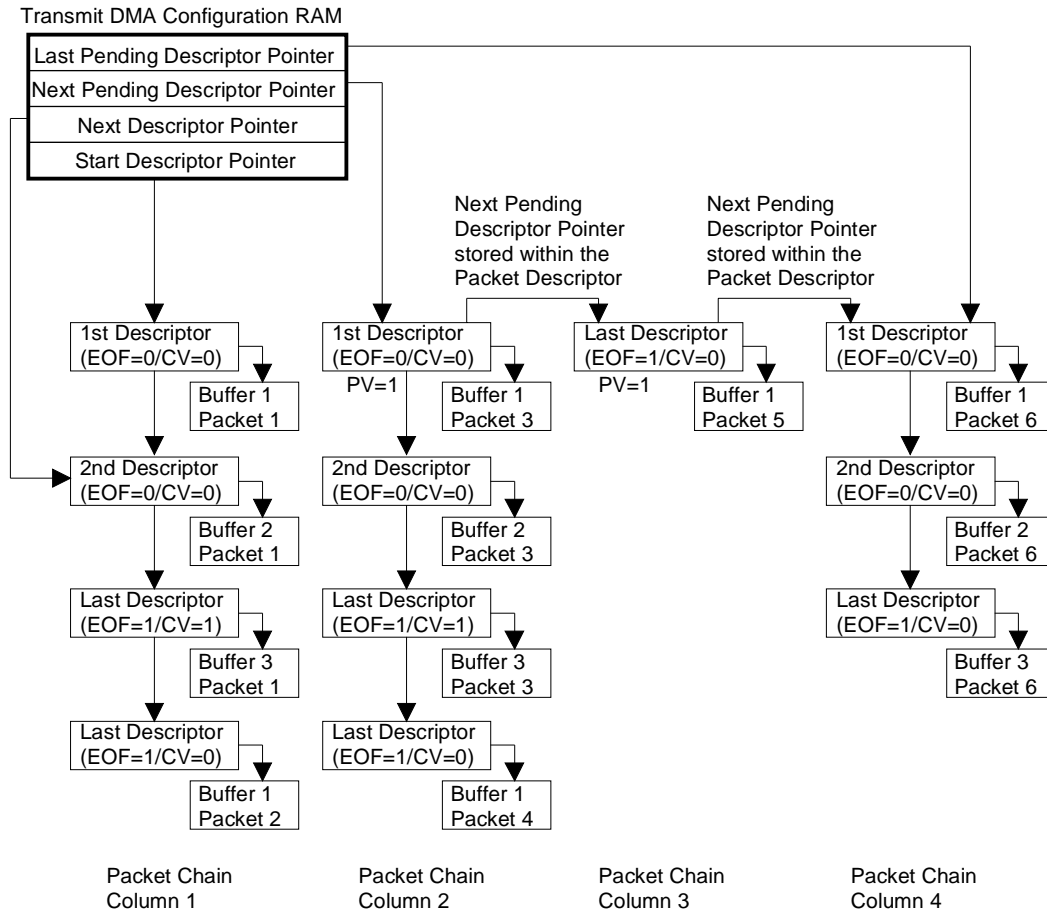 Transmit DMA Configuration RAM
Last Pending Descriptor Pointer
Next Pending Descriptor Pointer
Next Descriptor Pointer
Start Descriptor Pointer
Next Pending
Descriptor Pointer
stored within the
Packet Descriptor
Next Pending
Descriptor Pointer
stored within the
Packet Descriptor
1st Descriptor
(EOF=0/CV=0)
Buffer 1
Packet 1
1st Descriptor
(EOF=0/CV=0)
PV=1
Buffer 1
Packet 3
Last Descriptor
(EOF=1/CV=0)
PV=1
Buffer 1
Packet 5
1st Descriptor
(EOF=0/CV=0)
Buffer 1
Packet 6
2nd Descriptor
(EOF=0/CV=0)
Buffer 2
Packet 1
2nd Descriptor
(EOF=0/CV=0)
Buffer 2
Packet 3
2nd Descriptor
(EOF=0/CV=0)
Buffer 2
Packet 6
Last Descriptor
(EOF=1/CV=1)
Buffer 3
Packet 1
Last Descriptor
(EOF=1/CV=1)
Buffer 3
Packet 3
Last Descriptor
(EOF=1/CV=0)
Buffer 3
Packet 6
Last Descriptor
(EOF=1/CV=0)
Buffer 1
Packet 2
Last Descriptor
(EOF=1/CV=0)
Buffer 1
Packet 4
Packet Chain
Column 1
Packet Chain
Column 2
Packet Chain
Column 3
Packet Chain
Column 4